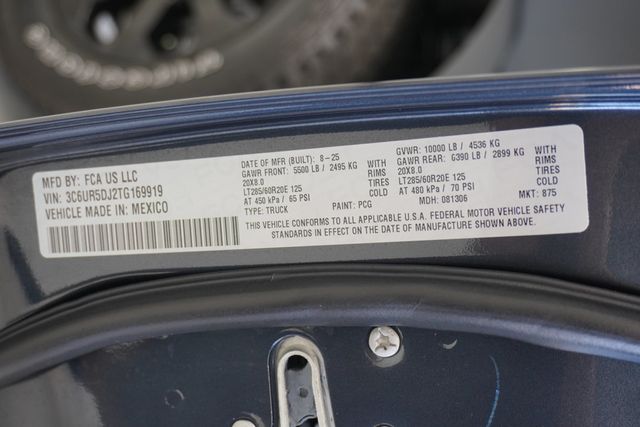 MFD BY: FCA US LLC
VIN: 3C6UR5DJ2TG169919
VEHICLE MADE IN: MEXICO
DATE OF MFR (BUILT): 8-25
GAWR FRONT: 5500 LB / 2495 KG WITH
20X8.0 RIMS
LT285/60R20E 125 TIRES
AT 450 kPa / 65 PSI COLD
TYPE: TRUCK PAINT: PCG
GVWR: 10000 LB / 4536 KG
GAWR REAR: 6390 LB / 2899 KG WITH
20X8.0 RIMS
LT285/60R20E 125 TIRES
AT 480 kPa / 70 PSI COLD
MDH: 081306 MKT: 875
THIS VEHICLE CONFORMS TO ALL APPLICABLE U.S.A. FEDERAL MOTOR VEHICLE SAFETY
STANDARDS IN EFFECT ON THE DATE OF MANUFACTURE SHOWN ABOVE.